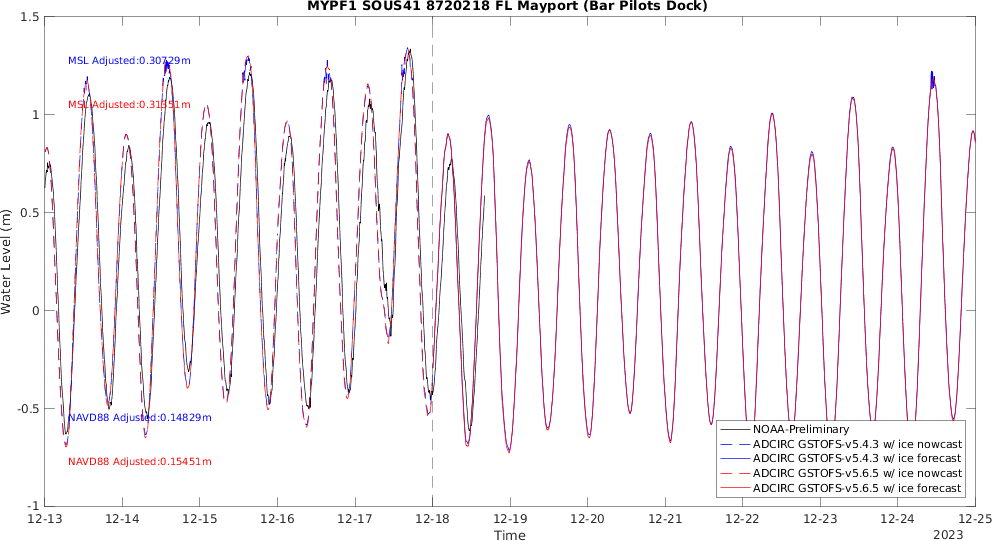 MYPF1 SOUS41 8720218 FL Mayport (Bar Pilots Dock)
1.5
1
0.5
0
-0.5
-1
Water Level (m)
MSL Adjusted:0.30729m
MSL Adjusted:0.31351m
NAVD88 Adjusted:0.14829m
NAVD88 Adjusted:0.15451m
NOAA-Preliminary
ADCIRC GSTOFS-v5.4.3 w/ ice nowcast
ADCIRC GSTOFS-v5.4.3 w/ ice forecast
ADCIRC GSTOFS-v5.6.5 w/ ice nowcast
ADCIRC GSTOFS-v5.6.5 w/ ice forecast
12-13 12-14 12-15 12-16 12-17 12-18 12-19 12-20 12-21 12-22 12-23 12-24 12-25
Time
2023